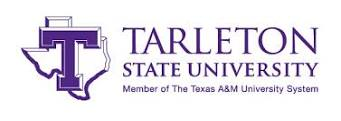 T
TARLETON
STATE UNIVERSITY
Member of The Texas A&M University System